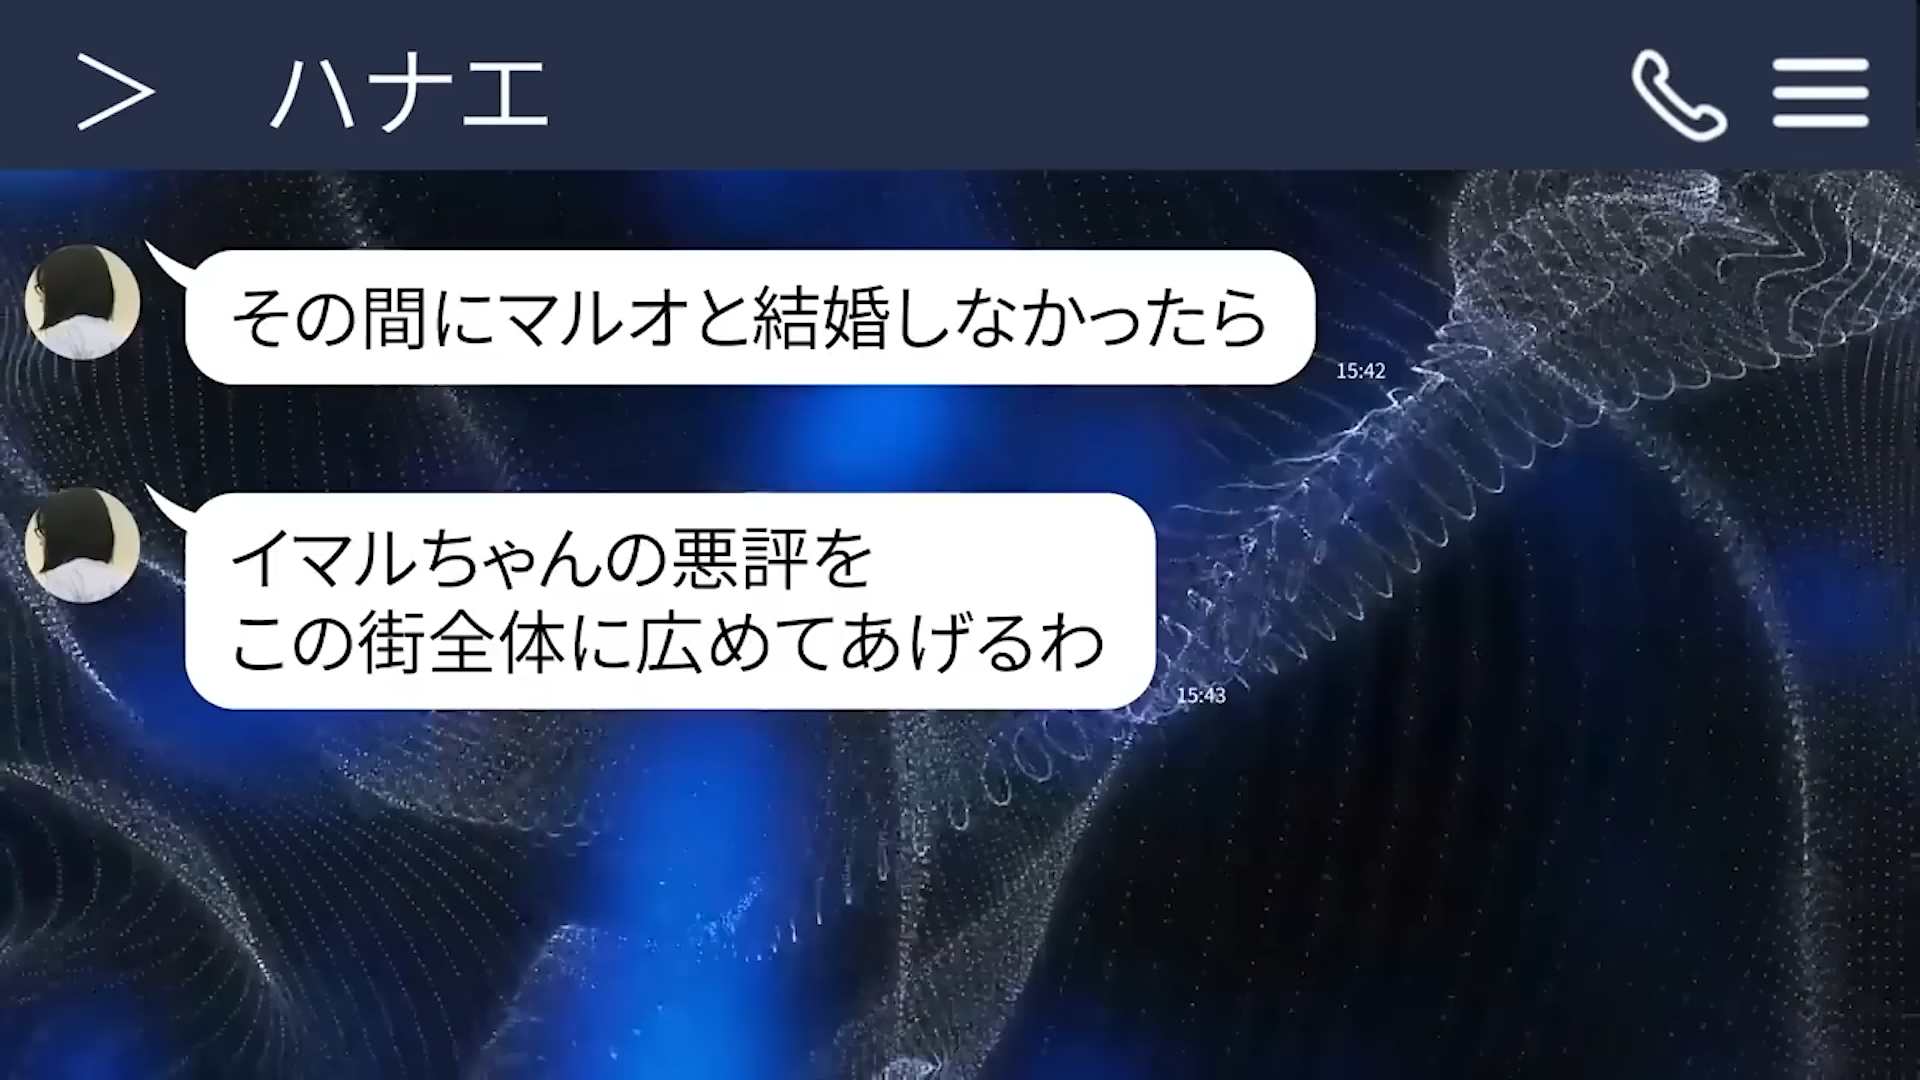 ＞ ハナエ
その間にマルオと結婚しなかったら
15:42
イマルちゃんの悪評を
この街全体に広めてあげるわ
15:43